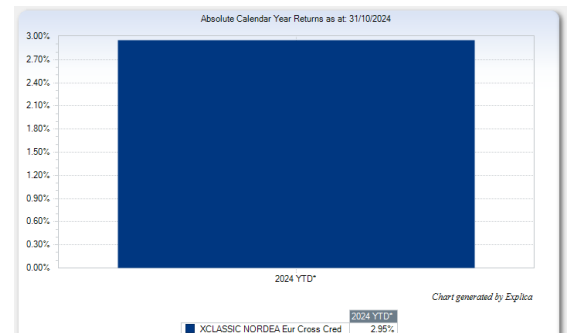 Absolute Calendar Year Returns as at: 31/10/2024
3.00%
2.70%
2.40%
2.10%
1.80%
1.50%
1.20%
0.90%
0.60%
0.30%
0.00%
2024 YTD*
Chart generated by Explica
2024 YTD*
XCLASSIC NORDEA Eur Cross Cred 2.95%